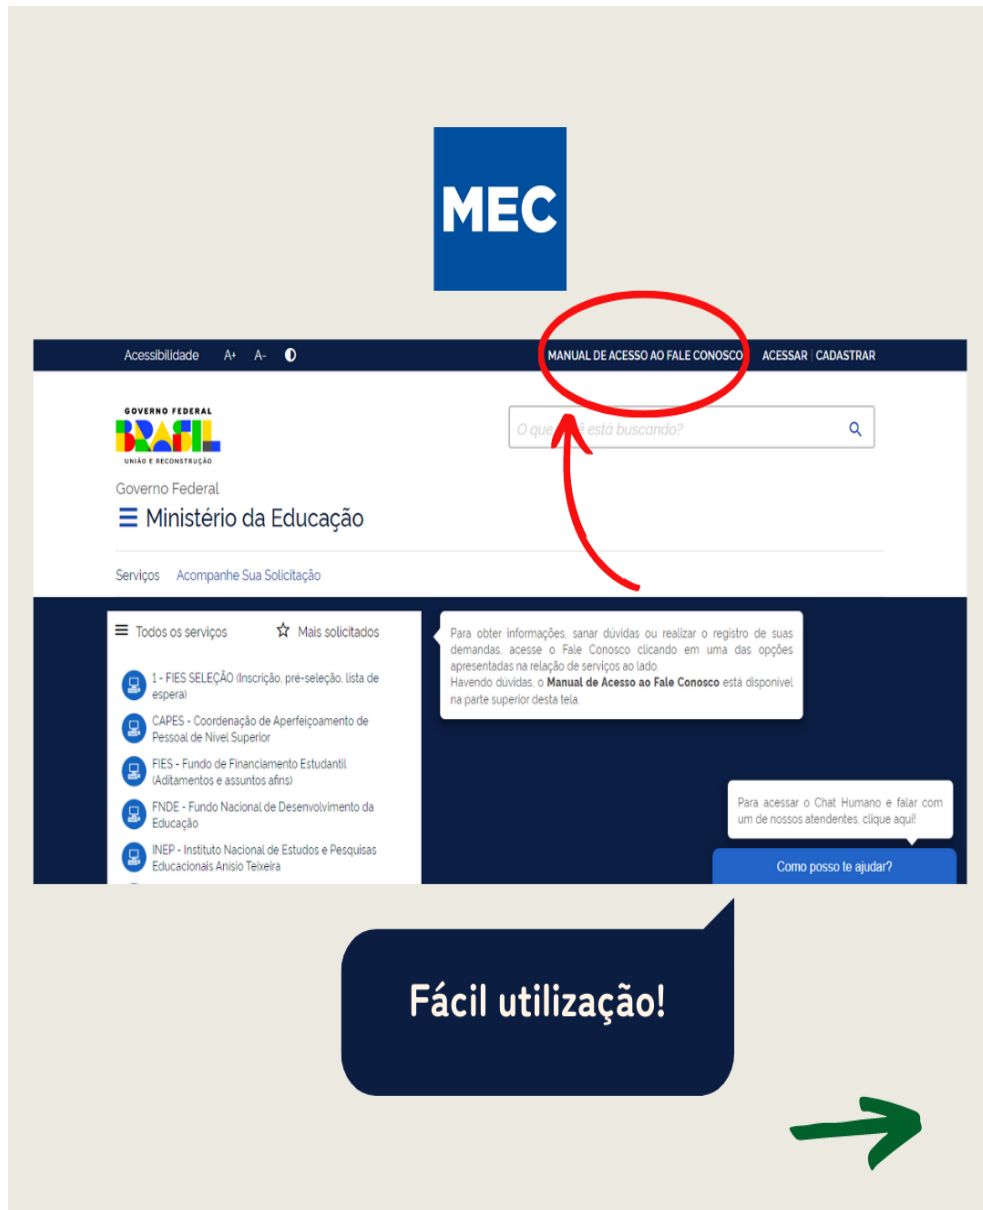 MEC
Acessibilidade A+ A-
MANUAL DE ACESSO AO FALE CONOSCO ACESSAR | CADASTRAR
GOVERNO FEDERAL
BRASIL
UNIÃO E RECONSTRUÇÃO
O que está buscando?
Governo Federal
Ministério da Educação
Serviços Acompanhe Sua Solicitação
Todos os serviços Mais solicitados
1 - FIES SELEÇÃO (Inscrição, pré-seleção, lista de
espera)
CAPES - Coordenação de Aperfeiçoamento de
Pessoal de Nível Superior
FIES - Fundo de Financiamento Estudantil
(Aditamentos e assuntos afins)
FNDE - Fundo Nacional de Desenvolvimento da
Educação
INEP - Instituto Nacional de Estudos e Pesquisas
Educacionais Anísio Teixeira
Para obter informações, sanar dúvidas ou realizar o registro de suas
demandas, acesse o Fale Conosco clicando em uma das opções
apresentadas na relação de serviços ao lado.
Havendo dúvidas, o Manual de Acesso ao Fale Conosco está disponível
na parte superior desta tela.
Para acessar o Chat Humano e falar com
um de nossos atendentes, clique aqui!
Como posso te ajudar?
Fácil utilização!